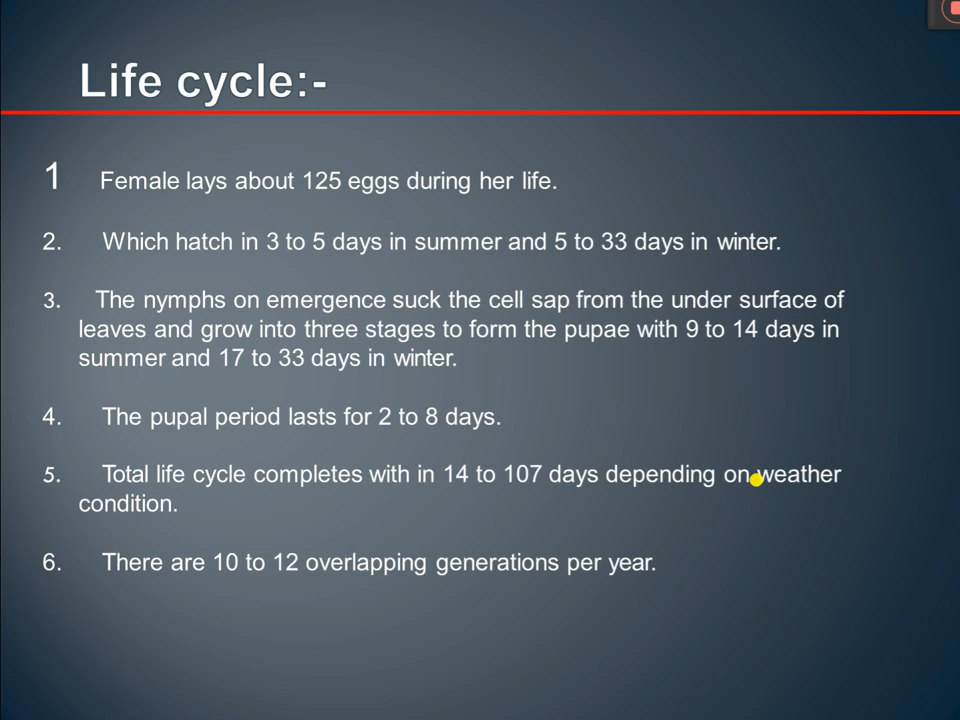 Life cycle:-
1 Female lays about 125 eggs during her life.
2. Which hatch in 3 to 5 days in summer and 5 to 33 days in winter.
3. The nymphs on emergence suck the cell sap from the under surface of
leaves and grow into three stages to form the pupae with 9 to 14 days in
summer and 17 to 33 days in winter.
4. The pupal period lasts for 2 to 8 days.
5. Total life cycle completes with in 14 to 107 days depending on weather
condition.
6. There are 10 to 12 overlapping generations per year.